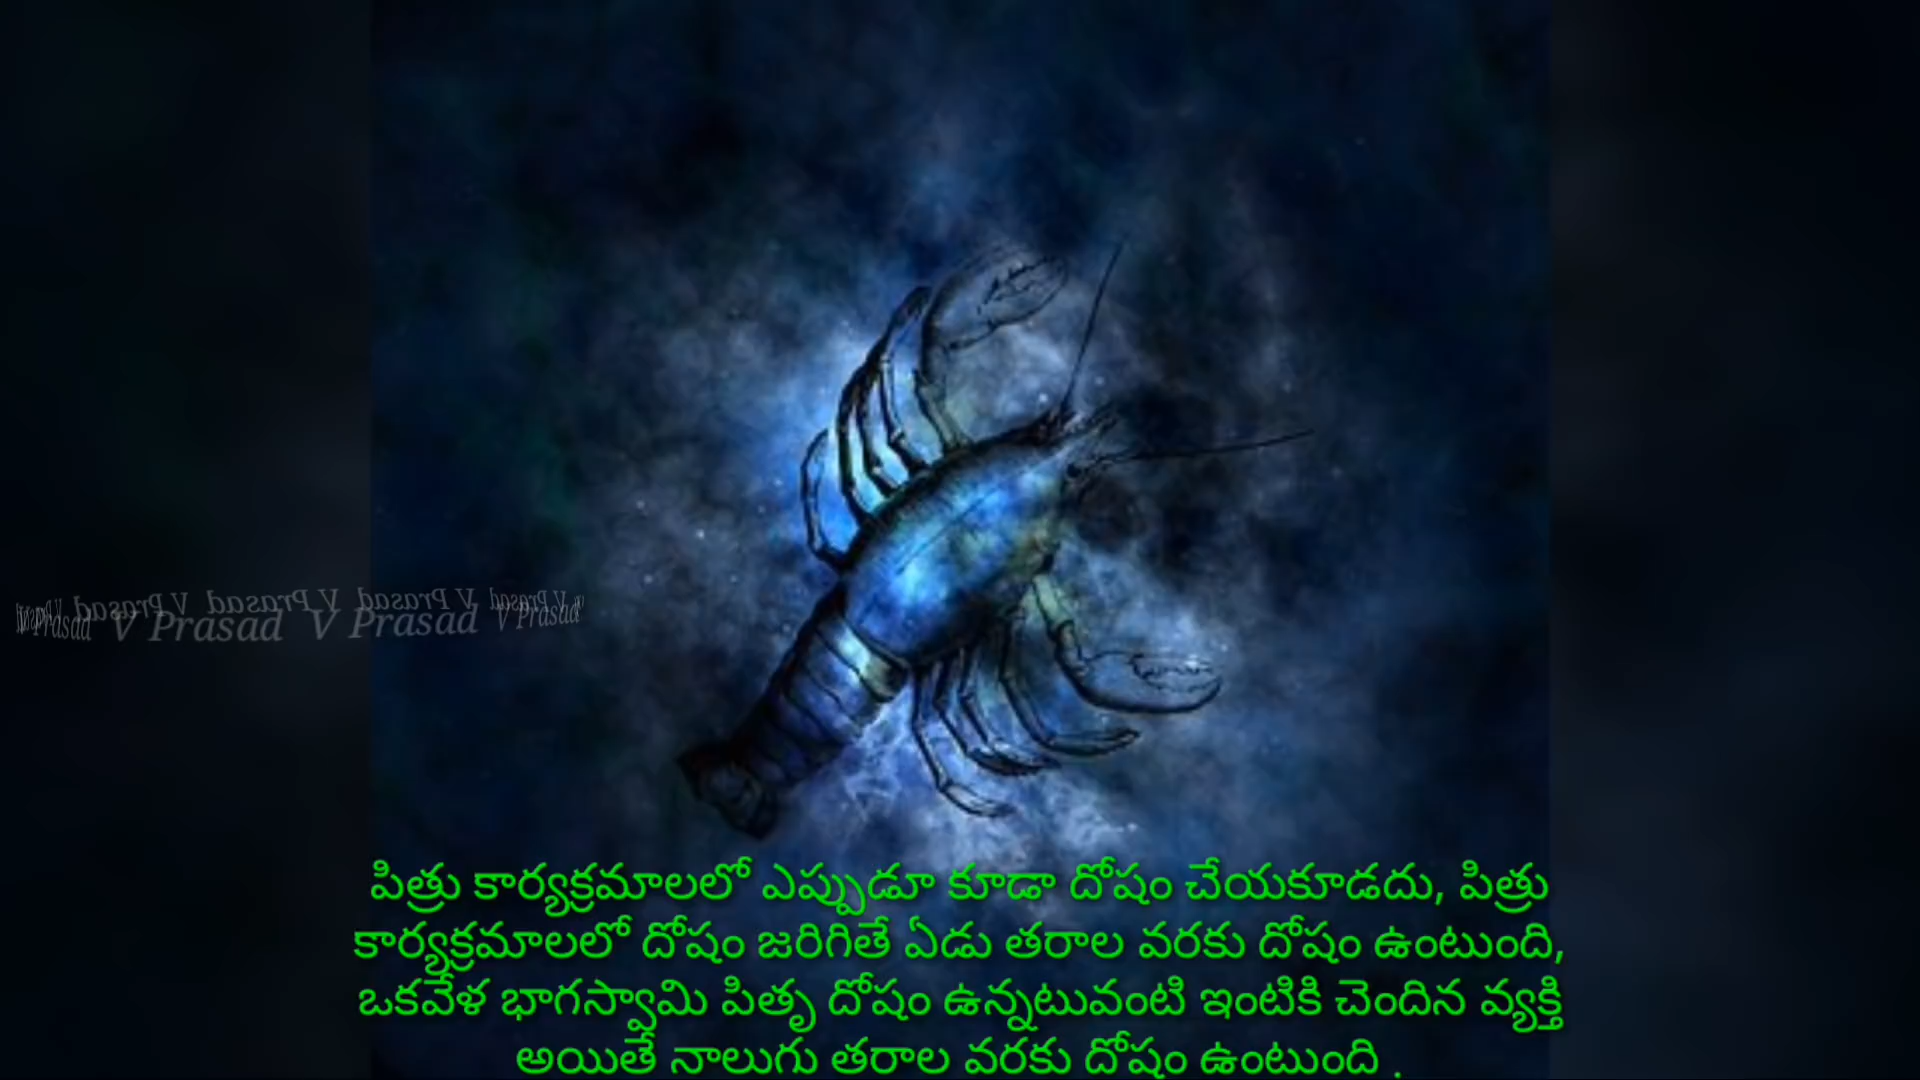 V Prasad V Prasad V Prasad V Prasad
పిత్రు కార్యక్రమాలలో ఎప్పుడూ కూడా దోషం చేయకూడదు, పిత్రు
కార్యక్రమాలలో దోషం జరిగితే ఏడు తరాల వరకు దోషం ఉంటుంది,
ఒకవేళ భాగస్వామి పితృ దోషం ఉన్నటువంటి ఇంటికి చెందిన వ్యక్తి
అయితే నాలుగు తరాల వరకు దోషం ఉంటుంది .